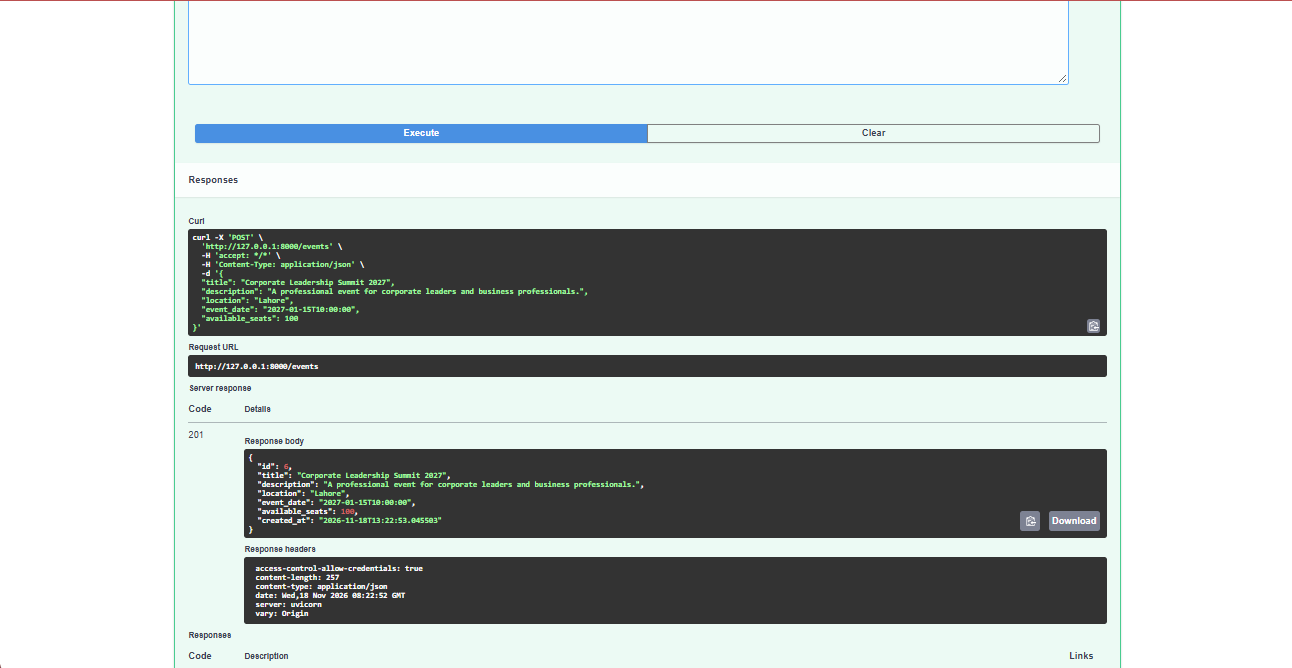 Execute
Clear
Responses
Curl
curl -X 'POST' \
  'http://127.0.0.1:8000/events' \
  -H 'accept: */*' \
  -H 'Content-Type: application/json' \
  -d '{
  "title": "Corporate Leadership Summit 2027",
  "description": "A professional event for corporate leaders and business professionals.",
  "location": "Lahore",
  "event_date": "2027-01-15T10:00:00",
  "available_seats": 100
}'
Request URL
http://127.0.0.1:8000/events
Server response
Code Details
201
Response body
{
  "id": 6,
  "title": "Corporate Leadership Summit 2027",
  "description": "A professional event for corporate leaders and business professionals.",
  "location": "Lahore",
  "event_date": "2027-01-15T10:00:00",
  "available_seats": 100,
  "created_at": "2026-11-18T13:22:53.045503"
}
Download
Response headers
access-control-allow-credentials: true
content-length: 257
content-type: application/json
date: Wed,18 Nov 2026 08:22:52 GMT
server: uvicorn
vary: Origin
Responses
Code Description Links